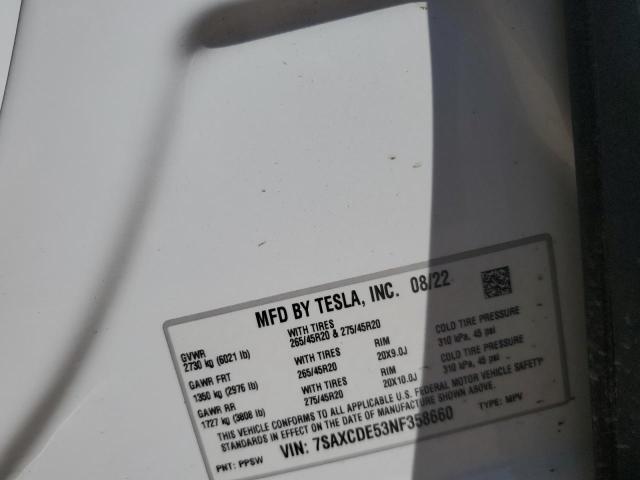 MFD BY TESLA, INC. 08/22
GVWR
2730 kg (6021 lb)
WITH TIRES
265/45R20 & 275/45R20
COLD TIRE PRESSURE
310 kPa, 45 psi
GAWR FRT
1350 kg (2976 lb)
WITH TIRES
265/45R20
RIM
20X9.0J
COLD TIRE PRESSURE
310 kPa, 45 psi
GAWR RR
1727 kg (3808 lb)
275/45R20
RIM
20X10.0J
THIS VEHICLE CONFORMS TO ALL APPLICABLE U.S. FEDERAL MOTOR VEHICLE SAFETY
STANDARDS IN EFFECT ON THE DATE OF MANUFACTURE SHOWN ABOVE.
VIN: 7SAXCDE53NF358660
PNT: PPSW
TYPE: MPV